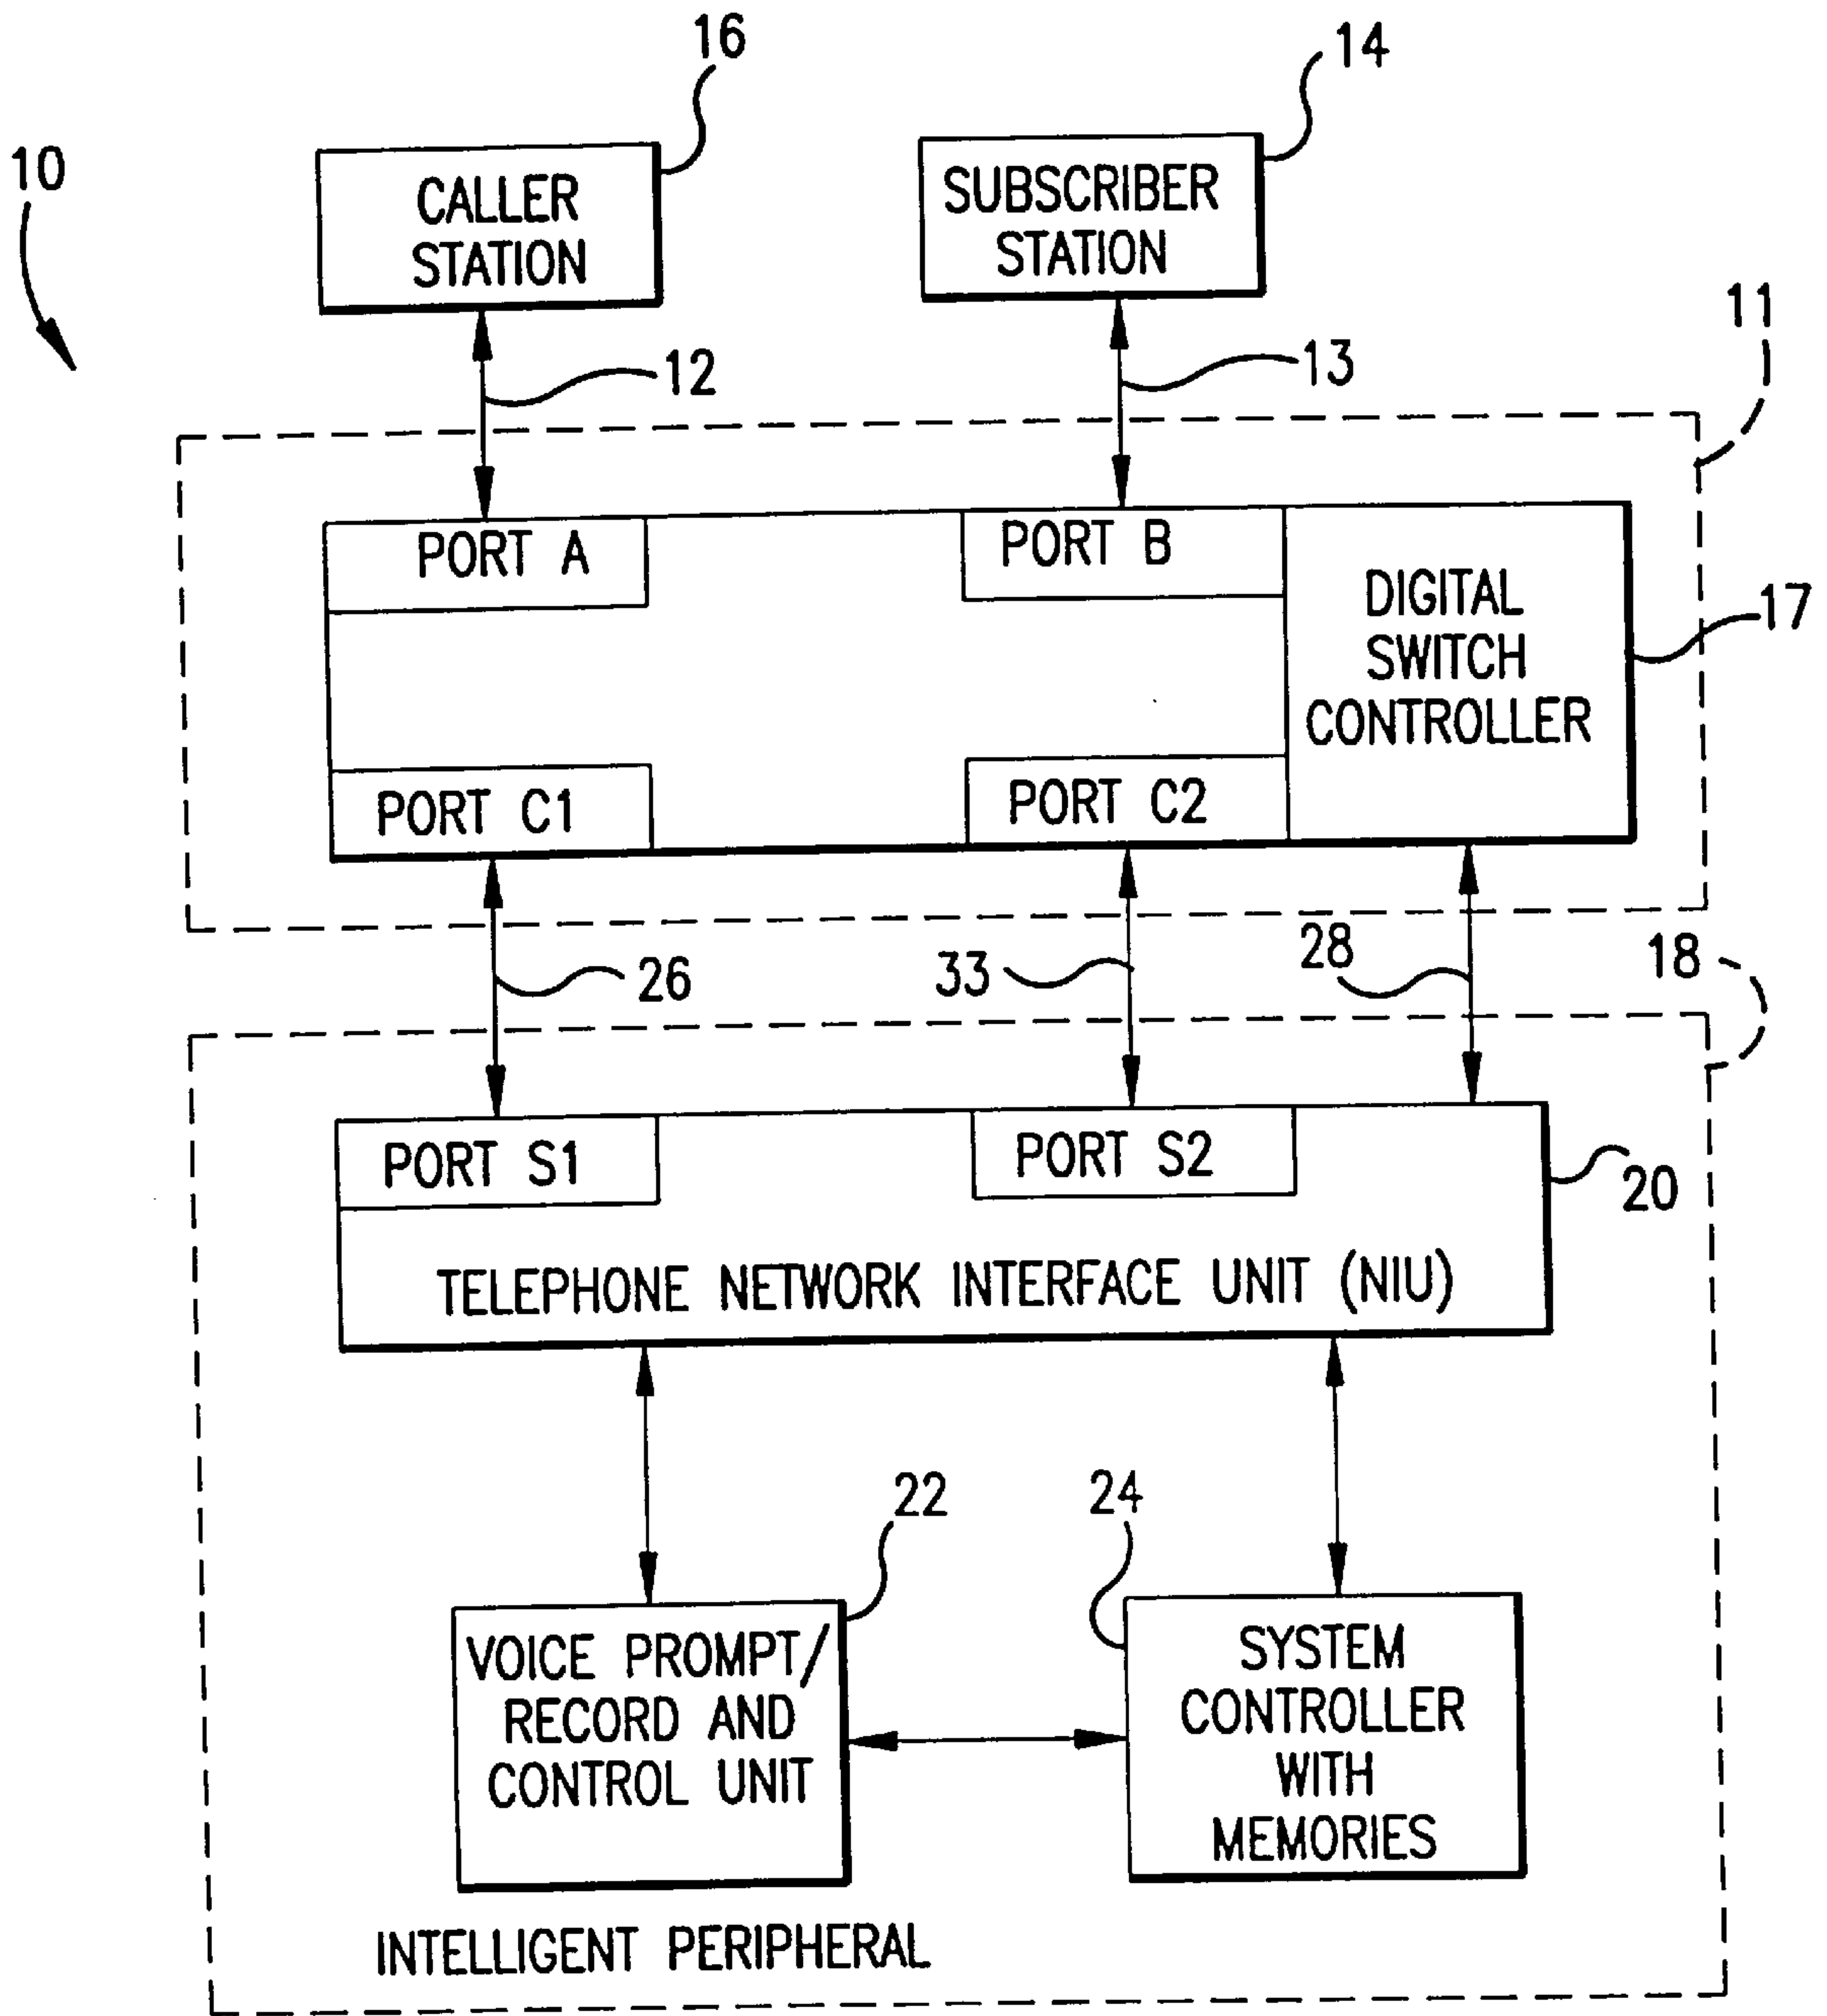 16
14
10
CALLER
STATION
SUBSCRIBER
STATION
11
12
13
PORT A
PORT B
DIGITAL
SWITCH
CONTROLLER
17
PORT C1
PORT C2
26
33
28
18
PORT S1
PORT S2
20
TELEPHONE NETWORK INTERFACE UNIT (NIU)
22
24
VOICE PROMPT/
RECORD AND
CONTROL UNIT
SYSTEM
CONTROLLER
WITH
MEMORIES
INTELLIGENT PERIPHERAL